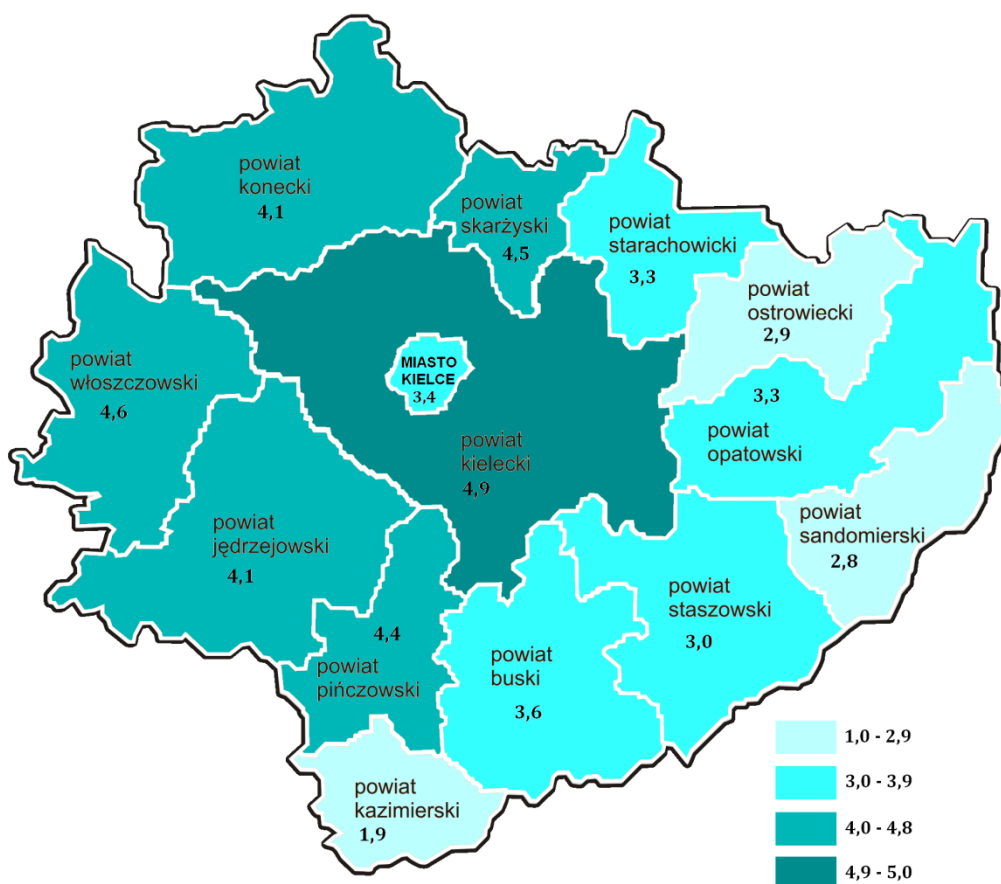 powiat
konecki
4,1
powiat
skarżyski
4,5
powiat
starachowicki
3,3
powiat
ostrowiecki
2,9
powiat
włoszczowski
4,6
MIASTO
KIELCE
3,4
powiat
kielecki
4,9
3,3
powiat
opatowski
powiat
sandomierski
2,8
powiat
jędrzejowski
4,1
4,4
powiat
pińczowski
powiat
buski
3,6
powiat
staszowski
3,0
powiat
kazimierski
1,9
1,0 - 2,9
3,0 - 3,9
4,0 - 4,8
4,9 - 5,0